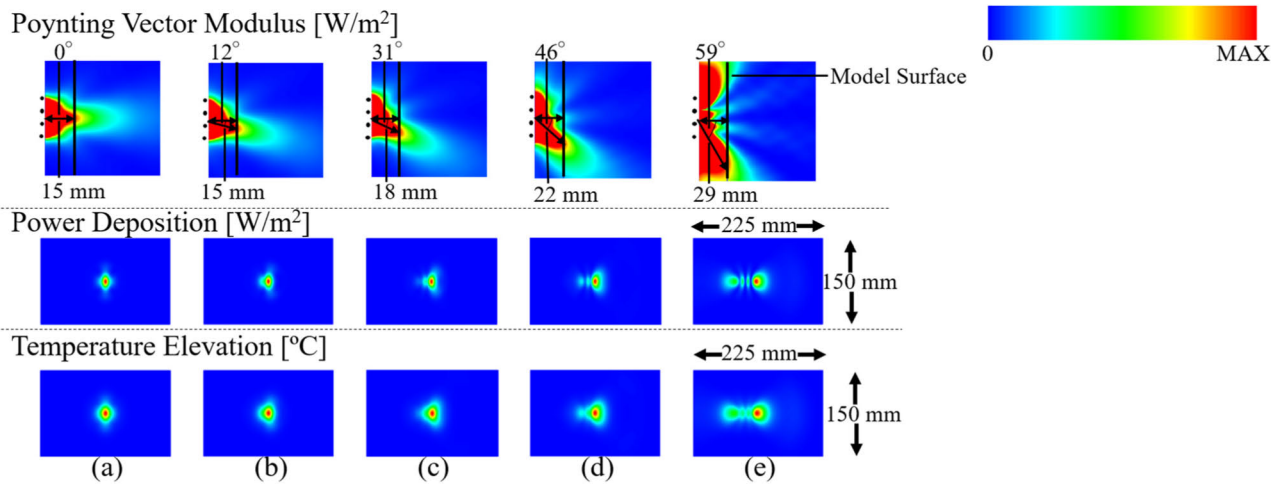 Poynting Vector Modulus [W/m²]
0 MAX
0° 12° 31° 46° 59°
Model Surface
15 mm 15 mm 18 mm 22 mm 29 mm
Power Deposition [W/m²]
225 mm
150 mm
Temperature Elevation [ºC]
225 mm
150 mm
(a) (b) (c) (d) (e)